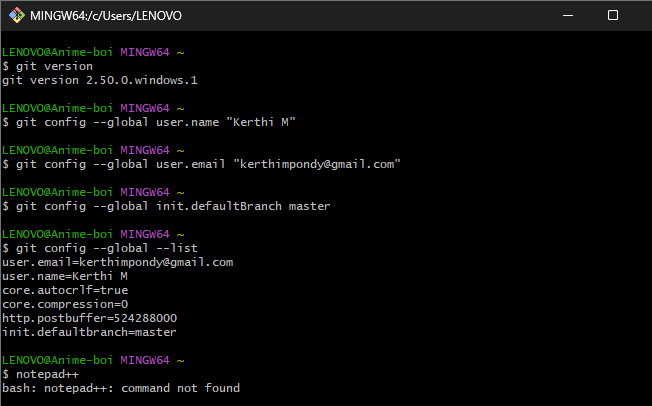 MINGW64:/c/Users/LENOVO
LENOVO@Anime-boi MINGW64 ~
$ git version
git version 2.50.0.windows.1
LENOVO@Anime-boi MINGW64 ~
$ git config --global user.name "Kerthi M"
LENOVO@Anime-boi MINGW64 ~
$ git config --global user.email "kerthimpondy@gmail.com"
LENOVO@Anime-boi MINGW64 ~
$ git config --global init.defaultBranch master
LENOVO@Anime-boi MINGW64 ~
$ git config --global --list
user.email=kerthimpondy@gmail.com
user.name=Kerthi M
core.autocrlf=true
core.compression=0
http.postbuffer=524288000
init.defaultbranch=master
LENOVO@Anime-boi MINGW64 ~
$ notepad++
bash: notepad++: command not found